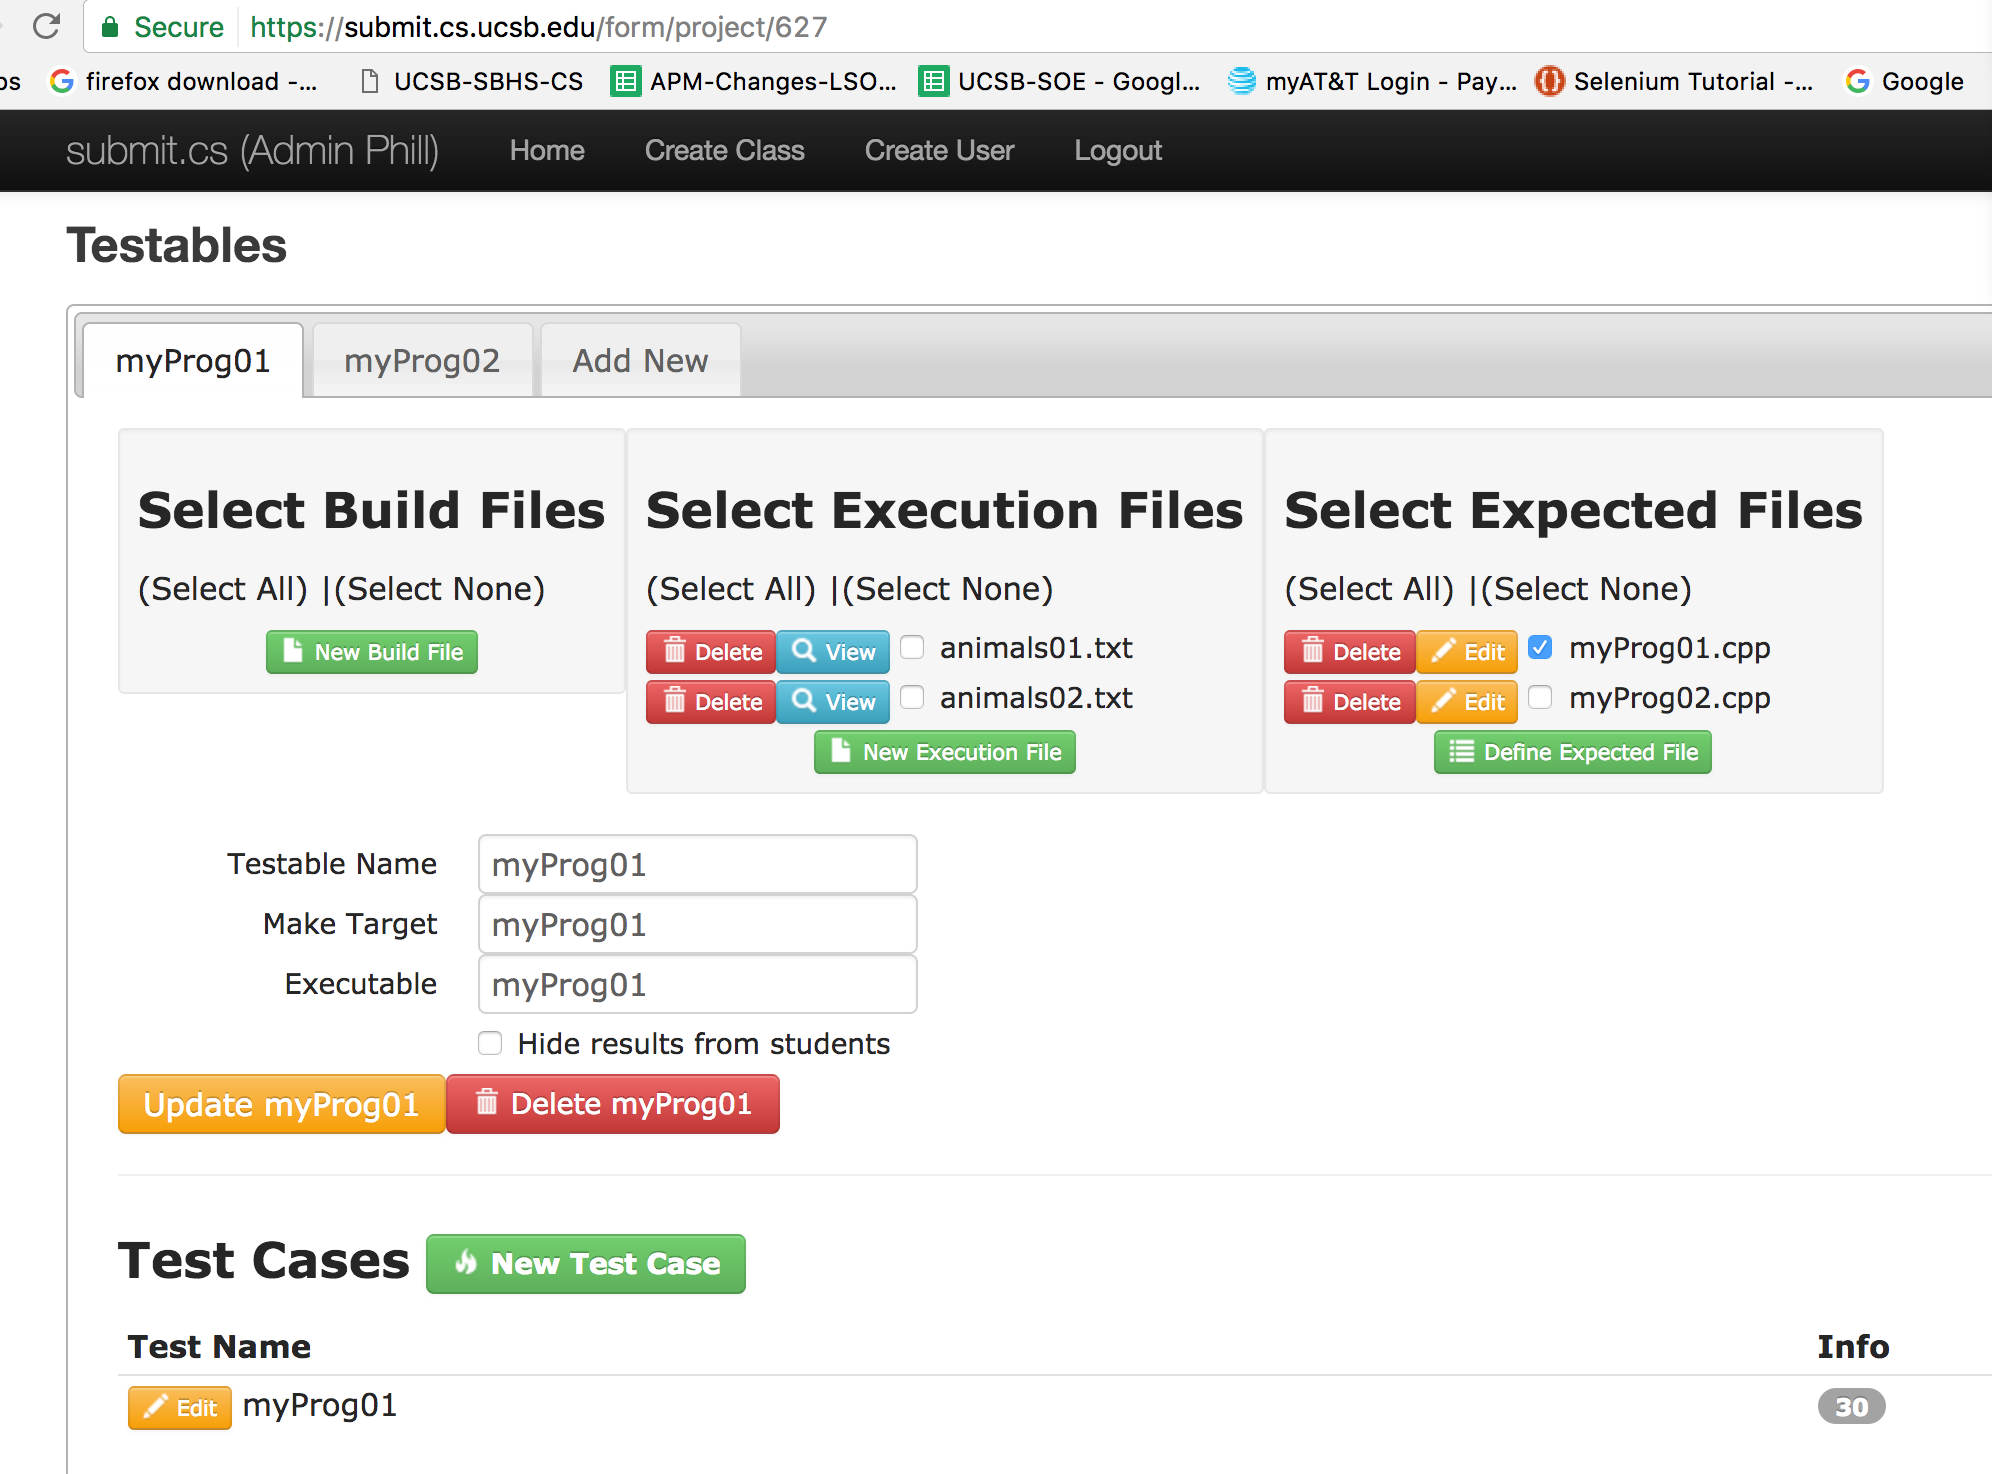 Secure https://submit.cs.ucsb.edu/form/project/627
os firefox download -... UCSB-SBHS-CS APM-Changes-LSO... UCSB-SOE - Googl... myAT&T Login - Pay... Selenium Tutorial -... Google
submit.cs (Admin Phill) Home Create Class Create User Logout
Testables
myProg01 myProg02 Add New
Select Build Files Select Execution Files Select Expected Files
(Select All) |(Select None) (Select All) |(Select None) (Select All) |(Select None)
New Build File Delete View animals01.txt Delete Edit myProg01.cpp
Delete View animals02.txt Delete Edit myProg02.cpp
New Execution File Define Expected File
Testable Name myProg01
Make Target myProg01
Executable myProg01
Hide results from students
Update myProg01 Delete myProg01
Test Cases New Test Case
Test Name Info
Edit myProg01 30